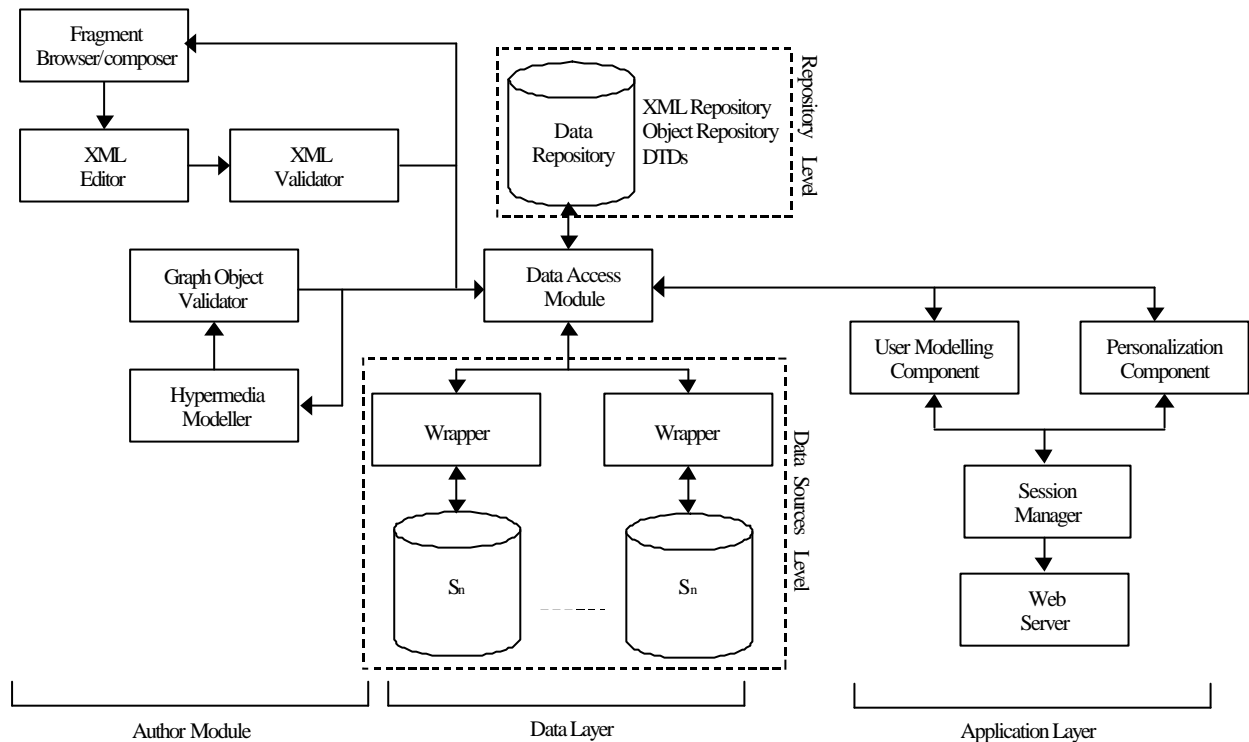 Fragment
Browser/composer
XML
Editor
XML
Validator
Graph Object
Validator
Hypermedia
Modeller
Data
Repository
XML Repository
Object Repository
DTDs
Repository Level
Data Access
Module
Wrapper
Wrapper
Sn
Sn
Data Sources Level
User Modelling
Component
Personalization
Component
Session
Manager
Web
Server
Author Module
Data Layer
Application Layer